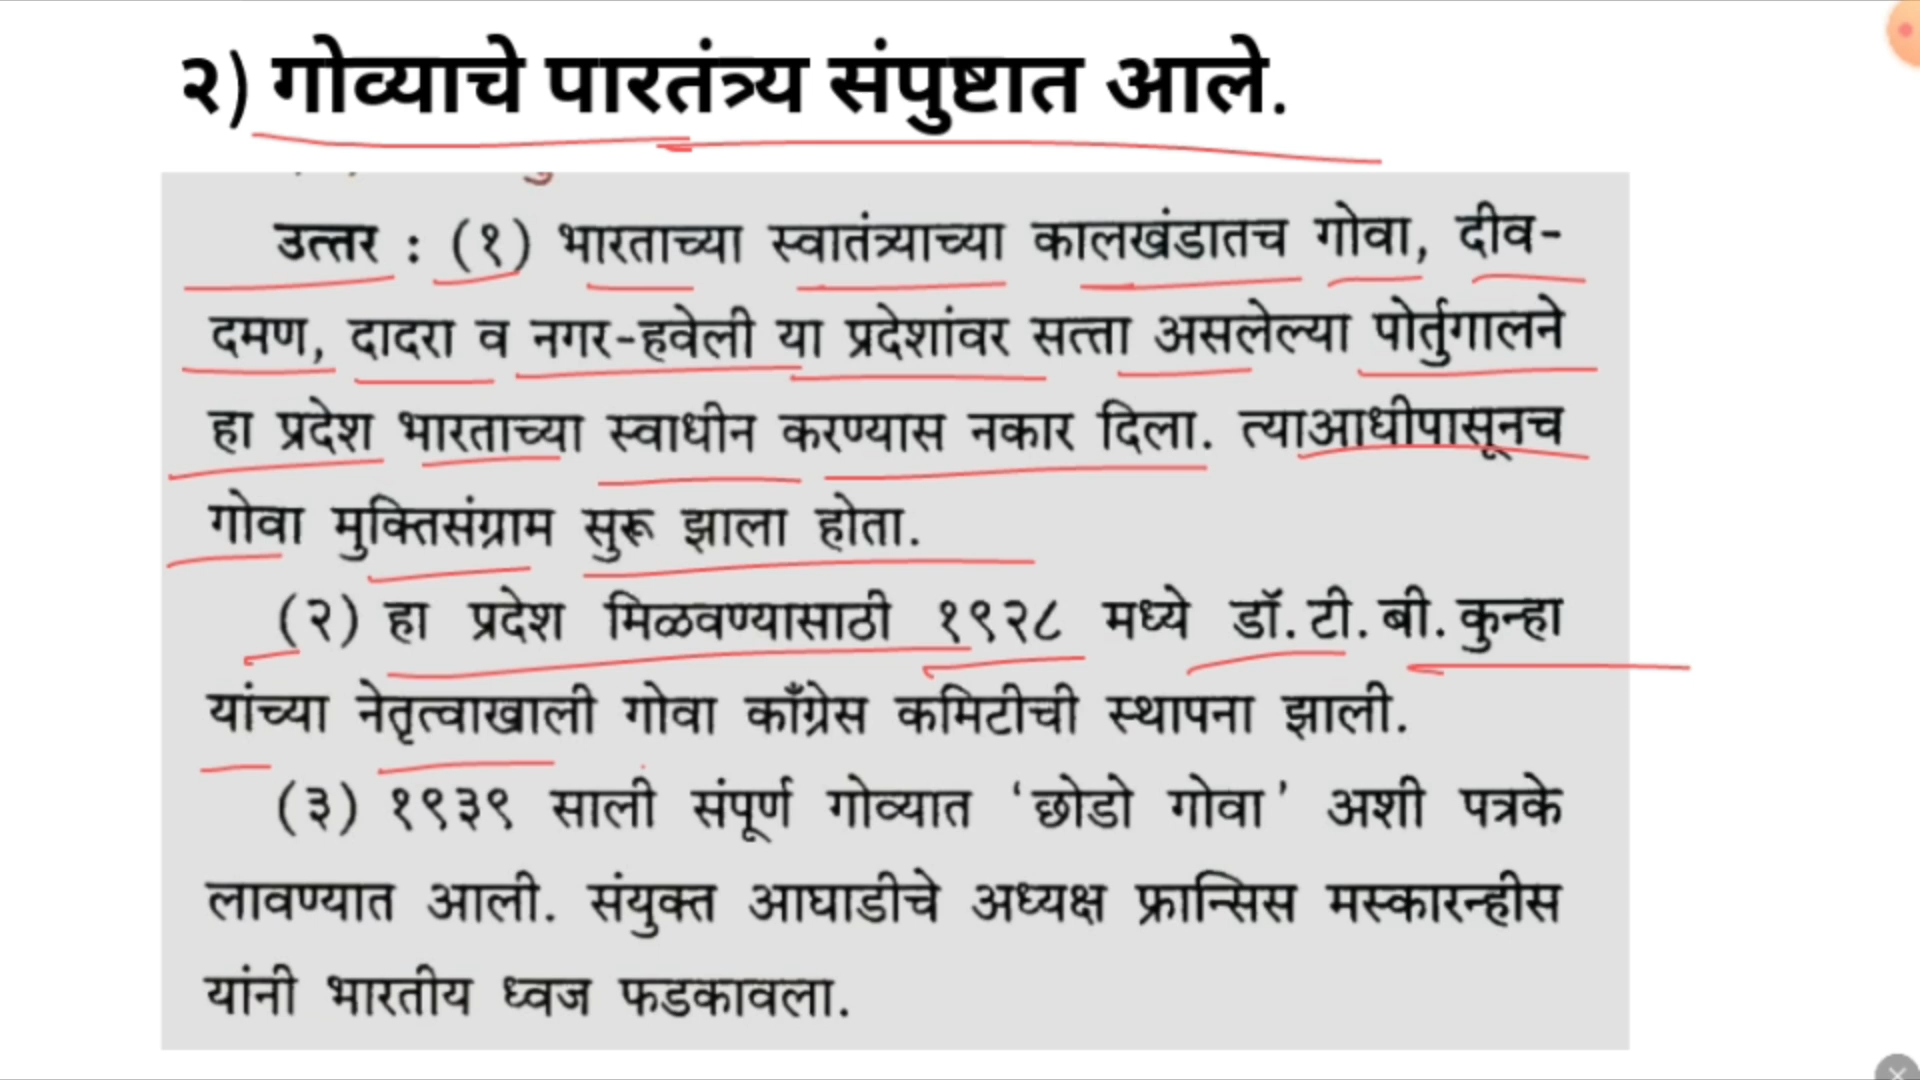 २) गोव्याचे पारतंत्र्य संपुष्टात आले.
उत्तर : (१) भारताच्या स्वातंत्र्याच्या कालखंडातच गोवा, दीव-
दमण, दादरा व नगर-हवेली या प्रदेशांवर सत्ता असलेल्या पोर्तुगालने
हा प्रदेश भारताच्या स्वाधीन करण्यास नकार दिला. त्याआधीपासूनच
गोवा मुक्तिसंग्राम सुरू झाला होता.
(२) हा प्रदेश मिळवण्यासाठी १९२८ मध्ये डॉ. टी. बी. कुन्हा
यांच्या नेतृत्वाखाली गोवा काँग्रेस कमिटीची स्थापना झाली.
(३) १९३९ साली संपूर्ण गोव्यात ‘छोडो गोवा’ अशी पत्रके
लावण्यात आली. संयुक्त आघाडीचे अध्यक्ष फ्रान्सिस मस्कारन्हीस
यांनी भारतीय ध्वज फडकावला.